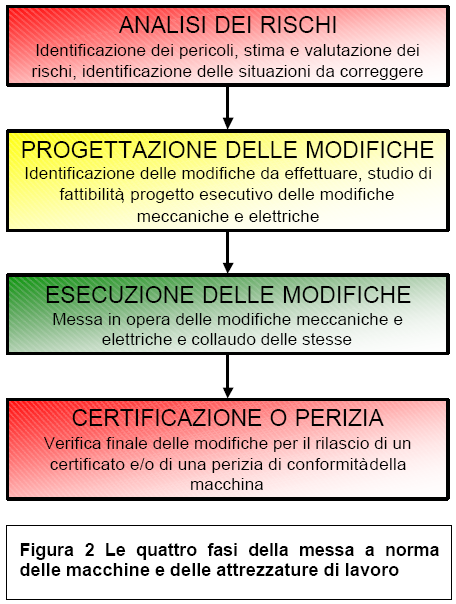 ANALISI DEI RISCHI
Identificazione dei pericoli, stima e valutazione dei
rischi, identificazione delle situazioni da correggere
PROGETTAZIONE DELLE MODIFICHE
Identificazione delle modifiche da effettuare, studio di
fattibilità, progetto esecutivo delle modifiche
meccaniche e elettriche
ESECUZIONE DELLE MODIFICHE
Messa in opera delle modifiche meccaniche e
elettriche e collaudo delle stesse
CERTIFICAZIONE O PERIZIA
Verifica finale delle modifiche per il rilascio di un
certificato e/o di una perizia di conformitàdella
macchina
Figura 2 Le quattro fasi della messa a norma
delle macchine e delle attrezzature di lavoro